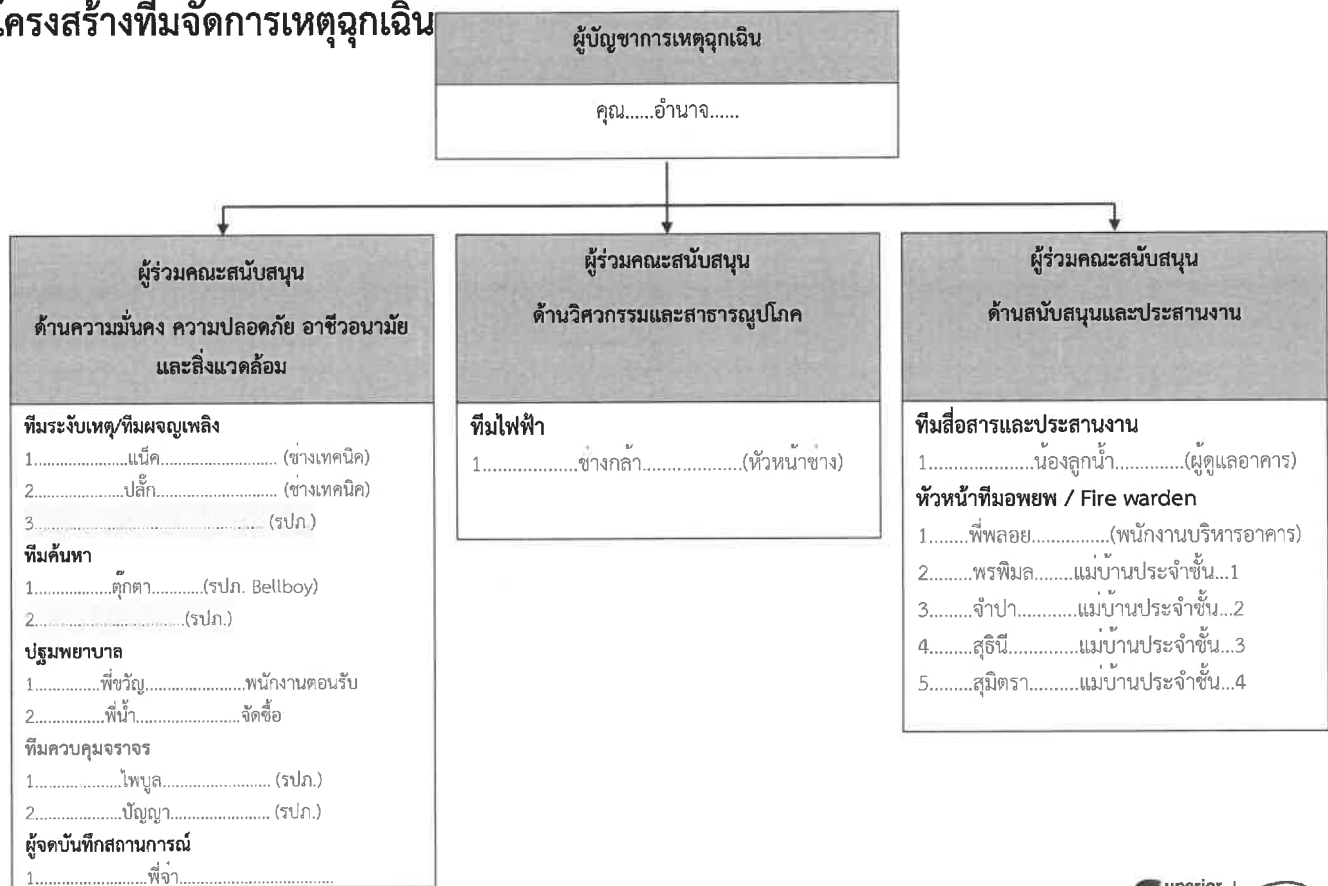 โครงสร้างทีมจัดการเหตุฉุกเฉิน
ผู้บัญชาการเหตุฉุกเฉิน
คุณ......อำนาจ......
ผู้ร่วมคณะสนับสนุน
ด้านความมั่นคง ความปลอดภัย อาชีวอนามัย
และสิ่งแวดล้อม
ทีมระงับเหตุ/ทีมผจญเพลิง
1......................แน็ค........................... (ช่างเทคนิค)
2.....................ปลั๊ก............................ (ช่างเทคนิค)
3..................................................... (รปภ.)
ทีมค้นหา
1..................ตุ๊กตา...........(รปภ. Bellboy)
2...................................(รปภ.)
ปฐมพยาบาล
1...............พี่ขวัญ.......................พนักงานตอนรับ
2................พี่น้ำ........................จัดซื้อ
ทีมควบคุมจราจร
1....................ไพบูล......................... (รปภ.)
2....................ปัญญา....................... (รปภ.)
ผู้จดบันทึกสถานการณ์
1.........................พี่จ๋า...................................
ผู้ร่วมคณะสนับสนุน
ด้านวิศวกรรมและสาธารณูปโภค
ทีมไฟฟ้า
1..................ช่างกล้า...................(หัวหน้าช่าง)
ผู้ร่วมคณะสนับสนุน
ด้านสนับสนุนและประสานงาน
ทีมสื่อสารและประสานงาน
1....................น้องลูกน้ำ.............(ผู้ดูแลอาคาร)
หัวหน้าทีมอพยพ / Fire warden
1........พี่พลอย...............(พนักงานบริหารอาคาร)
2........พรพิมล........แม่บ้านประจำชั้น...1
3........จำปา............แม่บ้านประจำชั้น...2
4........สุธินี..............แม่บ้านประจำชั้น...3
5........สุมิตรา..........แม่บ้านประจำชั้น...4